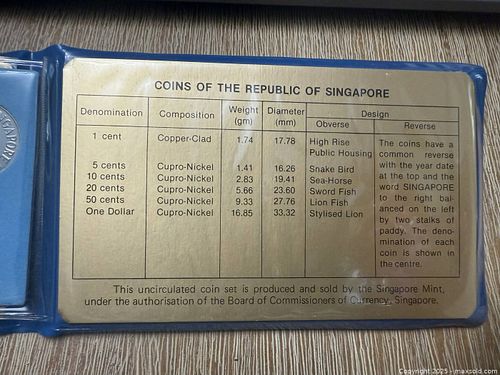 COINS OF THE REPUBLIC OF SINGAPORE
Denomination Composition Weight (gm) Diameter (mm) Design
Obverse Reverse
1 cent Copper-Clad 1.74 17.78 High Rise Public Housing
5 cents Cupro-Nickel 1.41 16.26 Snake Bird
10 cents Cupro-Nickel 2.83 19.41 Sea-Horse
20 cents Cupro-Nickel 5.66 23.60 Sword Fish
50 cents Cupro-Nickel 9.33 27.76 Lion Fish
One Dollar Cupro-Nickel 16.85 33.32 Stylised Lion
The coins have a
common reverse
with the year date
at the top and the
word SINGAPORE
to the right bal-
anced on the left
by two stalks of
paddy. The deno-
mination of each
coin is shown in
the centre.
This uncirculated coin set is produced and sold by the Singapore Mint,
under the authorisation of the Board of Commissioners of Currency, Singapore.
Copyright 2025 - maxsold.com